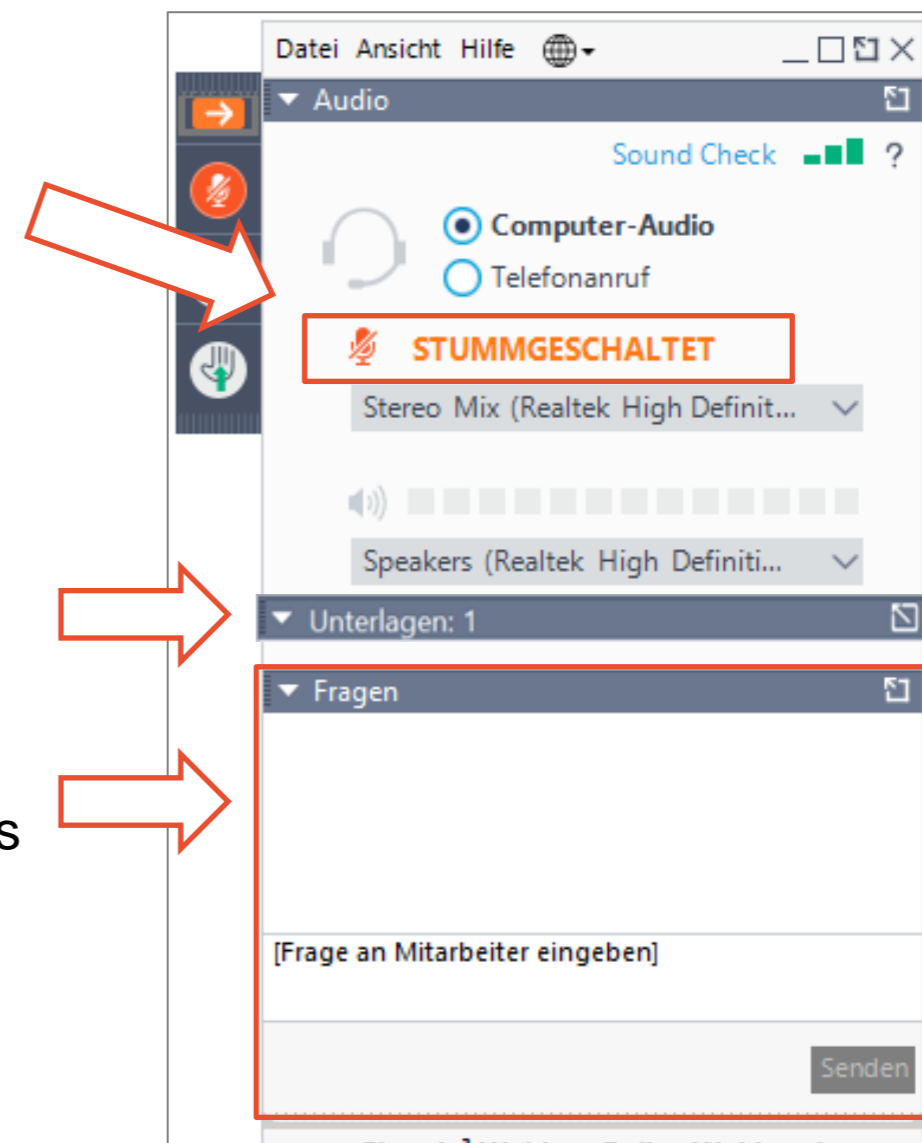 Datei Ansicht Hilfe
Audio
Sound Check ?
Computer-Audio
Telefonanruf
STUMMGESCHALTET
Stereo Mix (Realtek High Definit...
Speakers (Realtek High Definiti...
Unterlagen: 1
Fragen
s
[Frage an Mitarbeiter eingeben]
Senden